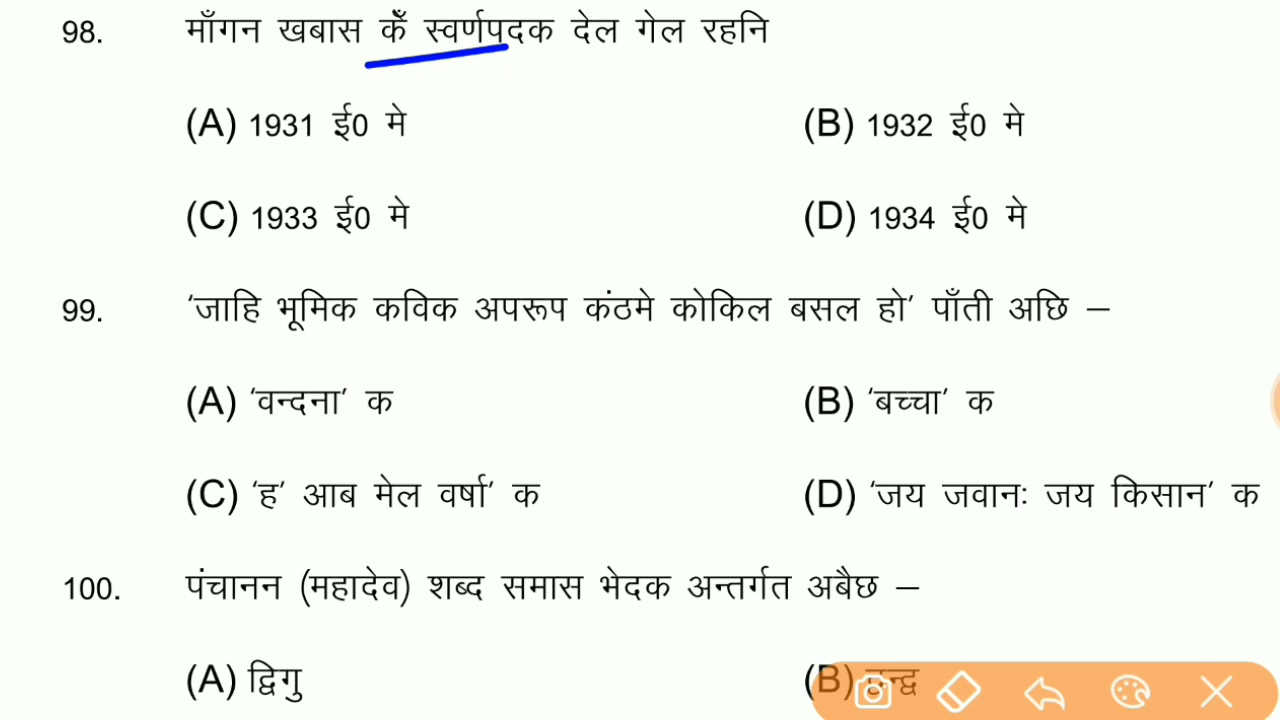 98. माँगन खबास केँ स्वर्णपदक देल गेल रहनि
(A) 1931 ई0 मे (B) 1932 ई0 मे
(C) 1933 ई0 मे (D) 1934 ई0 मे
99. ‘जाहि भूमिक कविक अपरूप कंठमे कोकिल बसल हो’ पाँती अछि –
(A) ‘वन्दना’ क (B) ‘बच्चा’ क
(C) ‘ह’ आब मेल वर्षा’ क (D) ‘जय जवानः जय किसान’ क
100. पंचानन (महादेव) शब्द समास भेदक अन्तर्गत अबैछ –
(A) द्विगु (B) द्वन्द्व